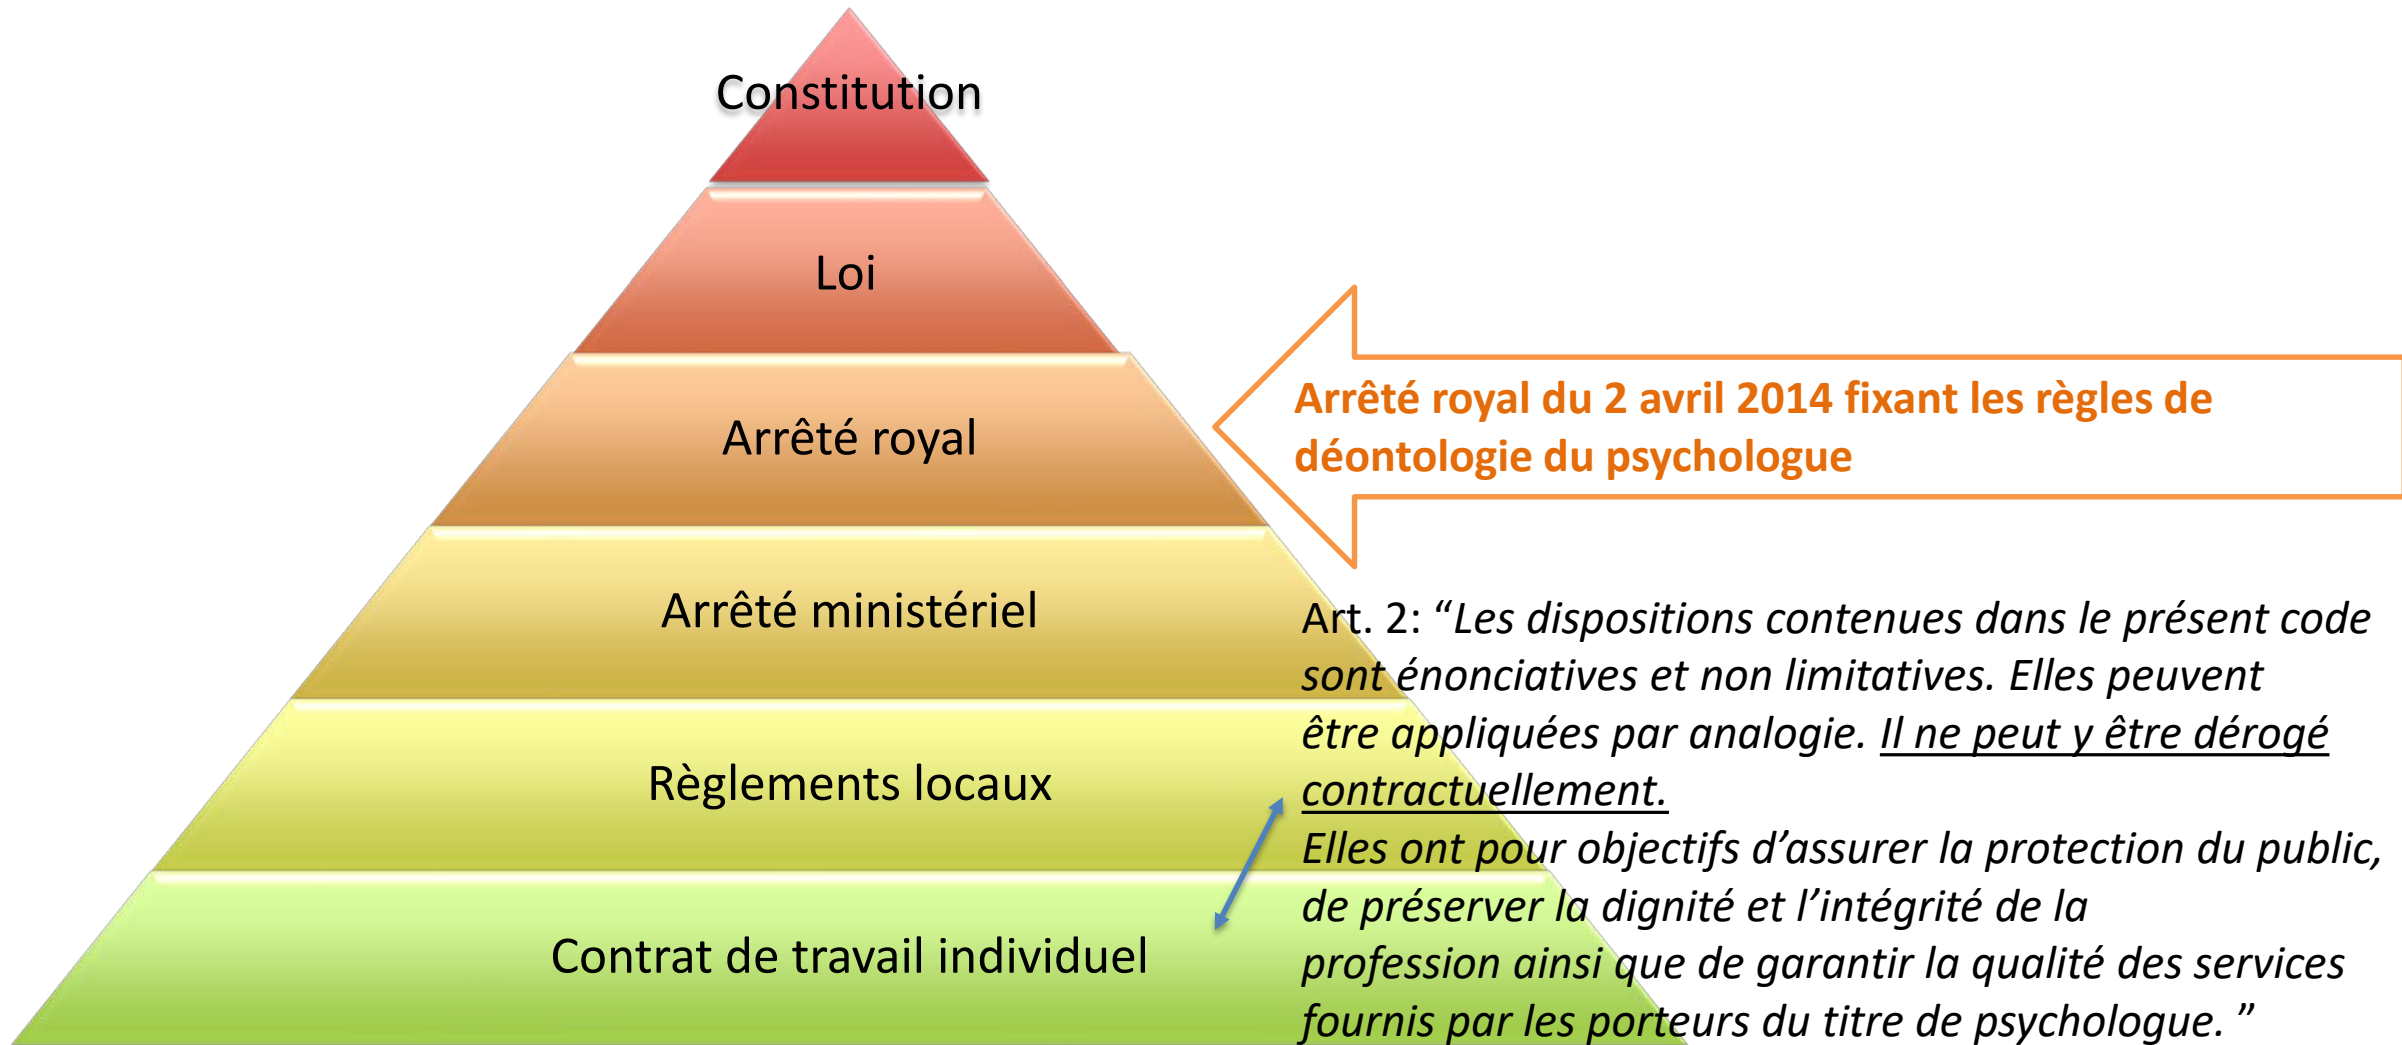 Constitution
Loi
Arrêté royal
Arrêté ministériel
Règlements locaux
Contrat de travail individuel
Arrêté royal du 2 avril 2014 fixant les règles de
déontologie du psychologue
Art. 2: “Les dispositions contenues dans le présent code
sont énonciatives et non limitatives. Elles peuvent
être appliquées par analogie. Il ne peut y être dérogé
contractuellement.
Elles ont pour objectifs d’assurer la protection du public,
de préserver la dignité et l’intégrité de la
profession ainsi que de garantir la qualité des services
fournis par les porteurs du titre de psychologue. ”